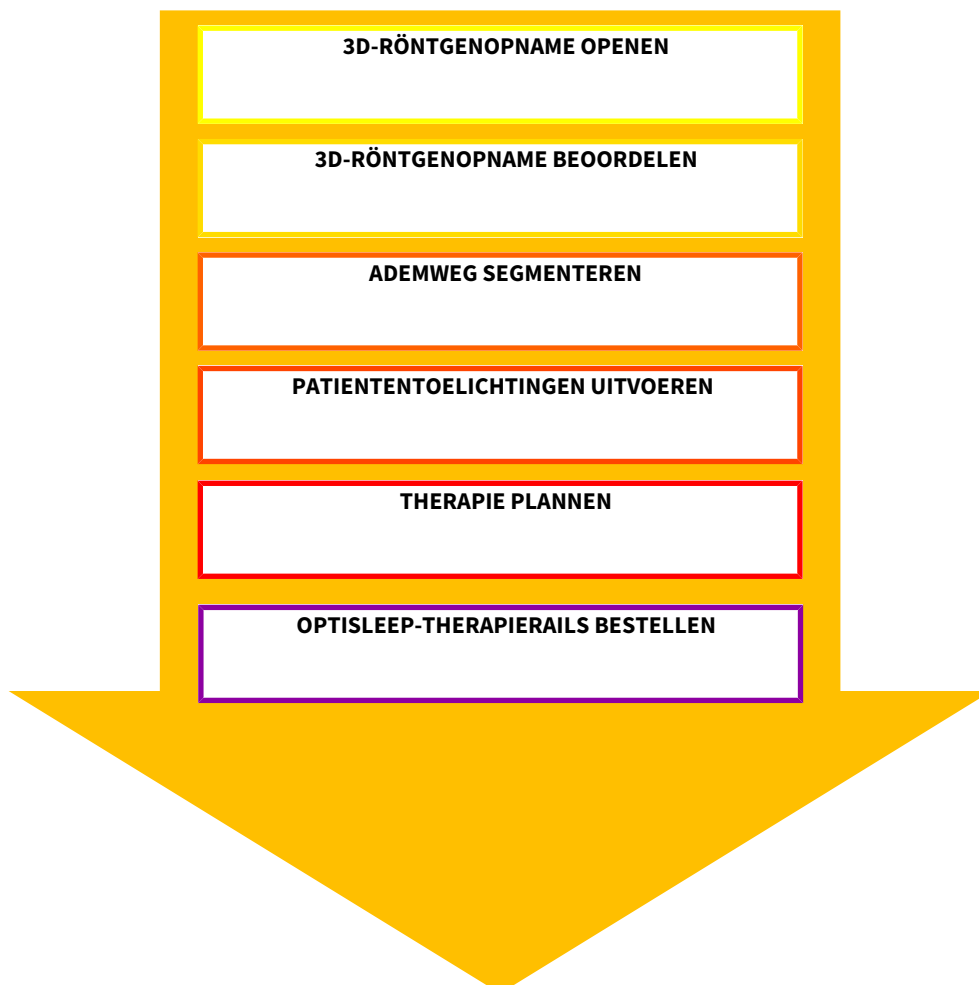 3D-RÖNTGENOPNAME OPENEN
3D-RÖNTGENOPNAME BEOORDELEN
ADEMWEG SEGMENTEREN
PATIENTENTOELICHTINGEN UITVOEREN
THERAPIE PLANNEN
OPTISLEEP-THERAPIERAILS BESTELLEN